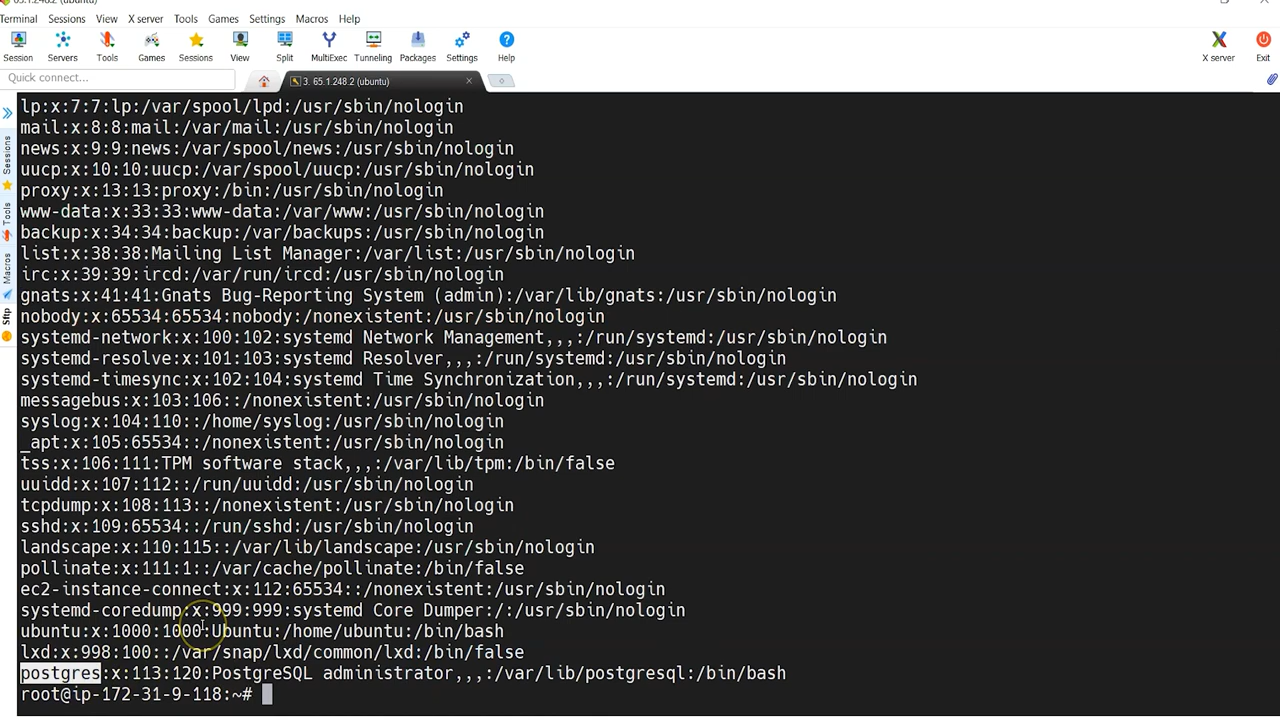 65.1.248.2 (ubuntu)
Terminal Sessions View X server Tools Games Settings Macros Help
Session Servers Tools Games Sessions View Split MultiExec Tunneling Packages Settings Help X server Exit
Quick connect...
3. 65.1.248.2 (ubuntu)
Sessions
Tools
Macros
Sftp
lp:x:7:7:lp:/var/spool/lpd:/usr/sbin/nologin
mail:x:8:8:mail:/var/mail:/usr/sbin/nologin
news:x:9:9:news:/var/spool/news:/usr/sbin/nologin
uucp:x:10:10:uucp:/var/spool/uucp:/usr/sbin/nologin
proxy:x:13:13:proxy:/bin:/usr/sbin/nologin
www-data:x:33:33:www-data:/var/www:/usr/sbin/nologin
backup:x:34:34:backup:/var/backups:/usr/sbin/nologin
list:x:38:38:Mailing List Manager:/var/list:/usr/sbin/nologin
irc:x:39:39:ircd:/var/run/ircd:/usr/sbin/nologin
gnats:x:41:41:Gnats Bug-Reporting System (admin):/var/lib/gnats:/usr/sbin/nologin
nobody:x:65534:65534:nobody:/nonexistent:/usr/sbin/nologin
systemd-network:x:100:102:systemd Network Management,,,:/run/systemd:/usr/sbin/nologin
systemd-resolve:x:101:103:systemd Resolver,,,:/run/systemd:/usr/sbin/nologin
systemd-timesync:x:102:104:systemd Time Synchronization,,,:/run/systemd:/usr/sbin/nologin
messagebus:x:103:106::/nonexistent:/usr/sbin/nologin
syslog:x:104:110::/home/syslog:/usr/sbin/nologin
_apt:x:105:65534::/nonexistent:/usr/sbin/nologin
tss:x:106:111:TPM software stack,,,:/var/lib/tpm:/bin/false
uuidd:x:107:112::/run/uuidd:/usr/sbin/nologin
tcpdump:x:108:113::/nonexistent:/usr/sbin/nologin
sshd:x:109:65534::/run/sshd:/usr/sbin/nologin
landscape:x:110:115::/var/lib/landscape:/usr/sbin/nologin
pollinate:x:111:1::/var/cache/pollinate:/bin/false
ec2-instance-connect:x:112:65534::/nonexistent:/usr/sbin/nologin
systemd-coredump:x:999:999:systemd Core Dumper:/:/usr/sbin/nologin
ubuntu:x:1000:1000:Ubuntu:/home/ubuntu:/bin/bash
lxd:x:998:100::/var/snap/lxd/common/lxd:/bin/false
postgres:x:113:120:PostgreSQL administrator,,,:/var/lib/postgresql:/bin/bash
root@ip-172-31-9-118:~#